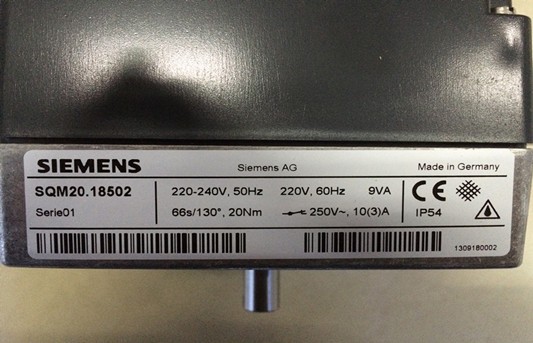 SIEMENS Siemens AG Made in Germany
SQM20.18502 220-240V, 50Hz 220V, 60Hz 9VA CE
Serie01 66s/130°, 20Nm 250V~, 10(3)A IP54
1309180002